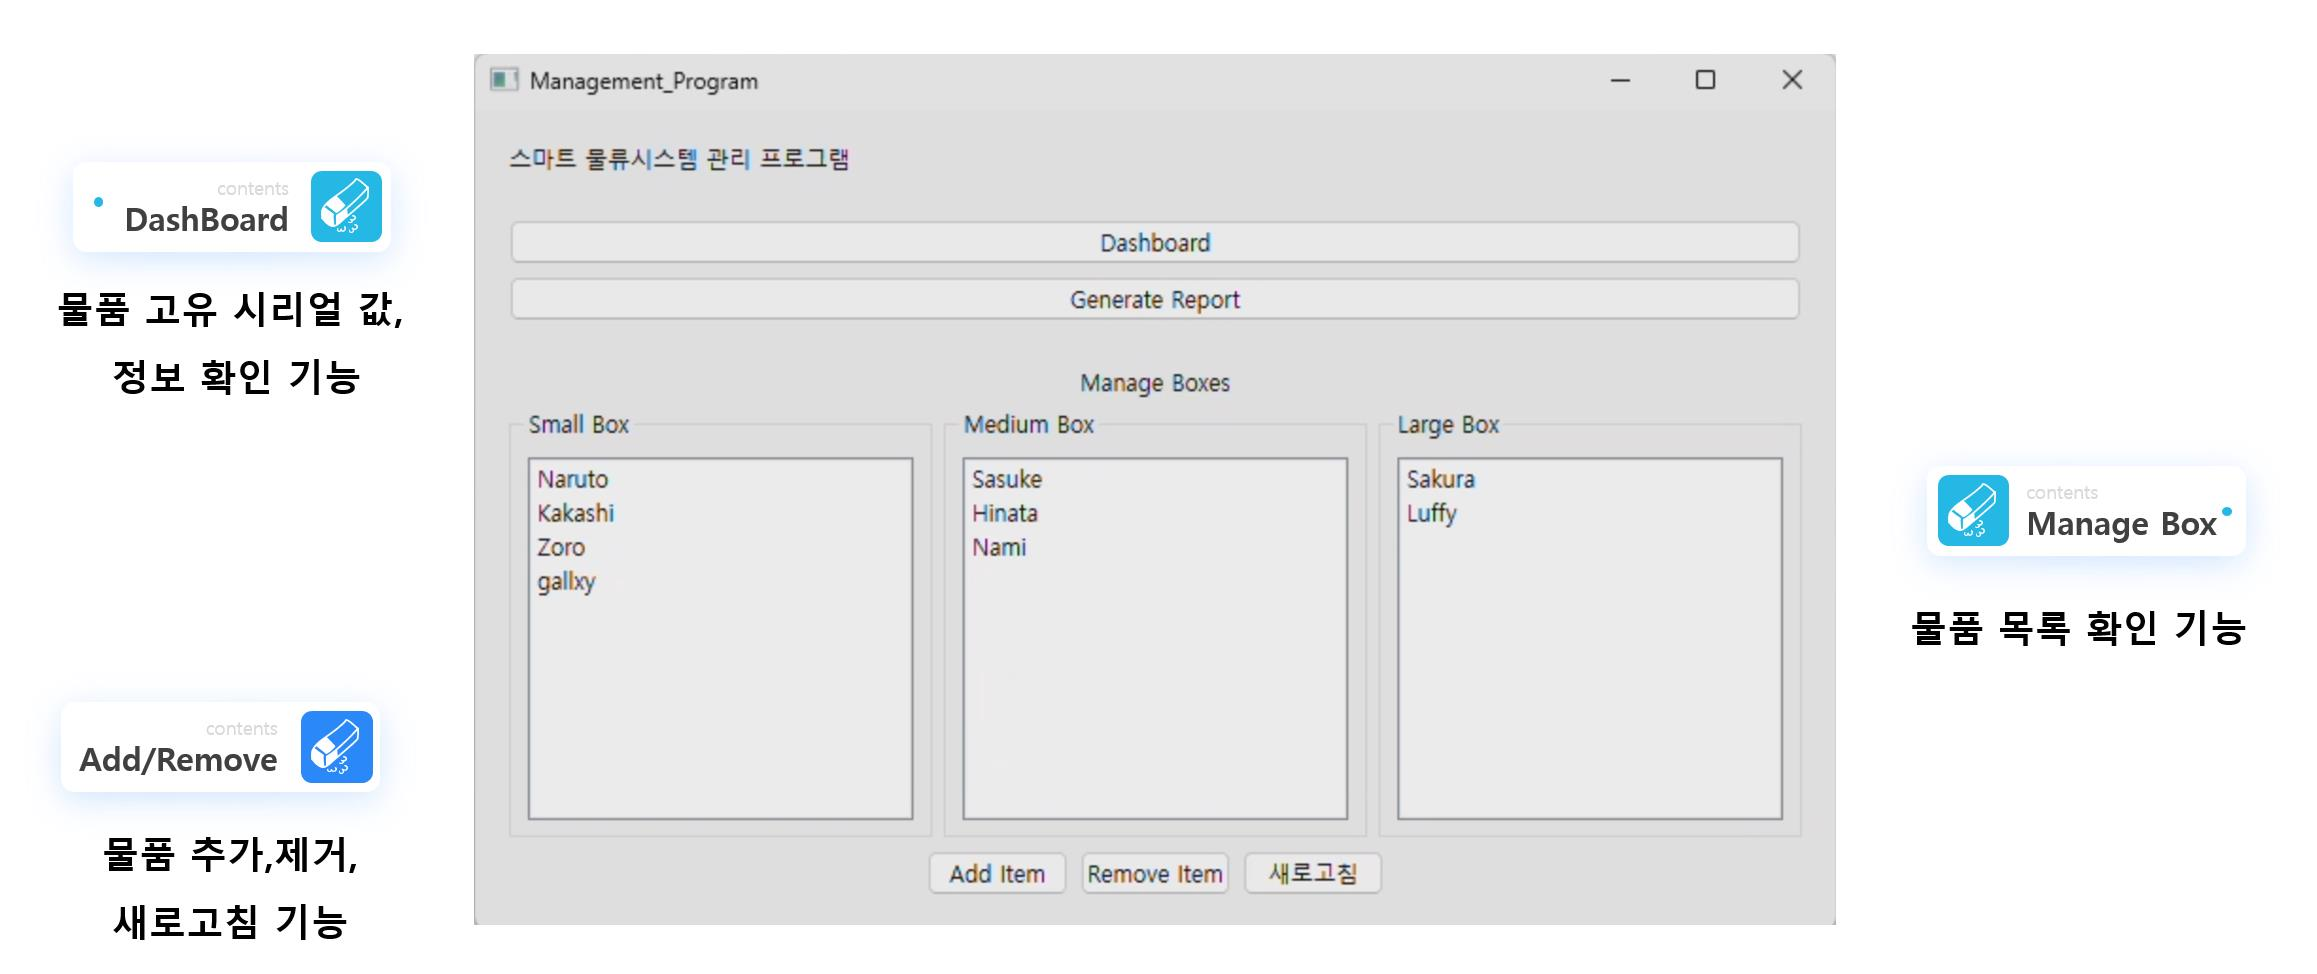 contents
DashBoard
물품 고유 시리얼 값,
정보 확인 기능
contents
Add/Remove
물품 추가,제거,
새로고침 기능
Management_Program
스마트 물류시스템 관리 프로그램
Dashboard
Generate Report
Manage Boxes
Small Box
Naruto
Kakashi
Zoro
gallxy
Medium Box
Sasuke
Hinata
Nami
Large Box
Sakura
Luffy
Add Item
Remove Item
새로고침
contents
Manage Box
물품 목록 확인 기능